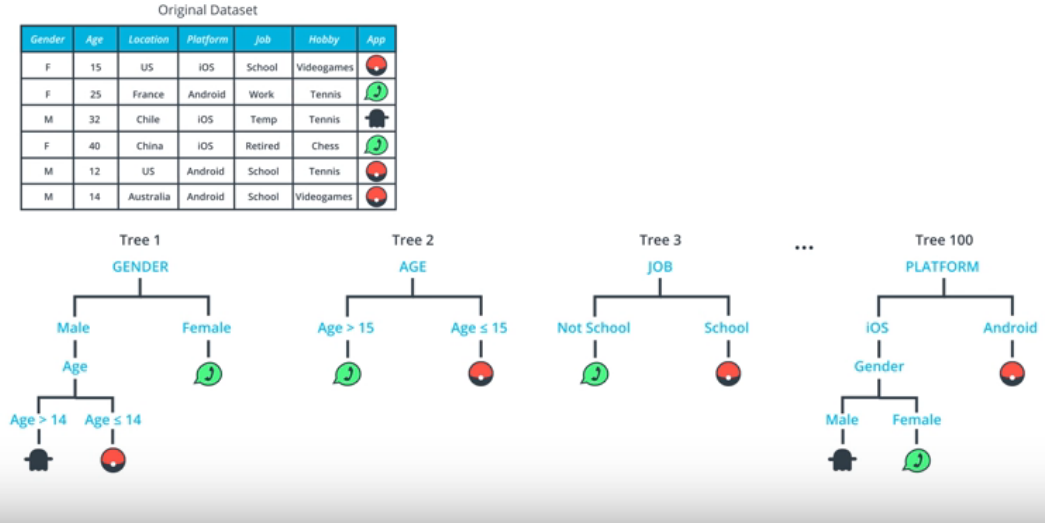 Original Dataset
Gender Age Location Platform Job Hobby App
F 15 US iOS School Videogames
F 25 France Android Work Tennis
M 32 Chile iOS Temp Tennis
F 40 China iOS Retired Chess
M 12 US Android School Tennis
M 14 Australia Android School Videogames
Tree 1 Tree 2 Tree 3 ... Tree 100
GENDER AGE JOB PLATFORM
Male Female Age > 15 Age ≤ 15 Not School School iOS Android
Age Gender
Age > 14 Age ≤ 14 Male Female